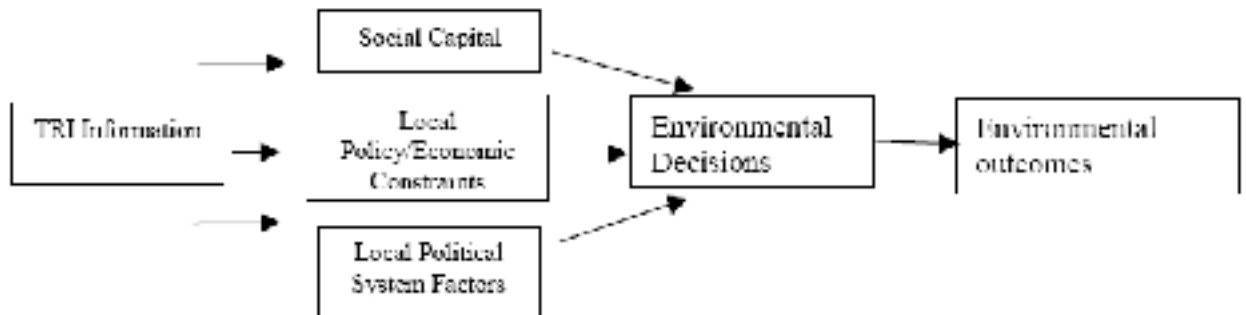 Social Capital
TRI Information
Local
Policy/Economic
Constraints
Environmental
Decisions
Environmental
outcomes
Local Political
System Factors